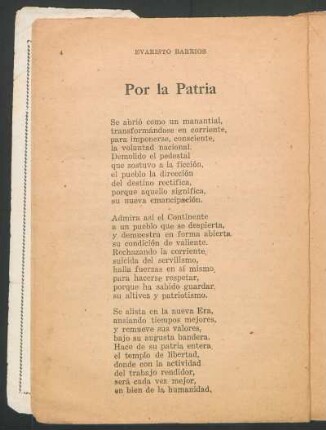 4
EVARISTO BARRIOS
Por la Patria
Se abrió como un manantial,
transformándose en corriente,
para imponerse, consciente,
la voluntad nacional.
Demolido el pedestal
que sostuvo a la ficción,
el pueblo la dirección
del destino rectifica,
porque aquello significa,
su nueva emancipación.
Admira así el Continente
a un pueblo que se despierta,
y demuestra en forma abierta
su condición de valiente.
Rechazando la corriente
suicida del servilismo,
halla fuerzas en sí mismo
para hacerse respetar,
porque ha sabido guardar
su altivez y patriotismo.
Se alista en la nueva Era,
ansiando tiempos mejores,
y remueve sus valores,
bajo su augusta bandera.
Hace de su patria entera
el templo de libertad,
donde con la actividad
del trabajo rendidor,
será cada vez mejor,
en bien de la humanidad.